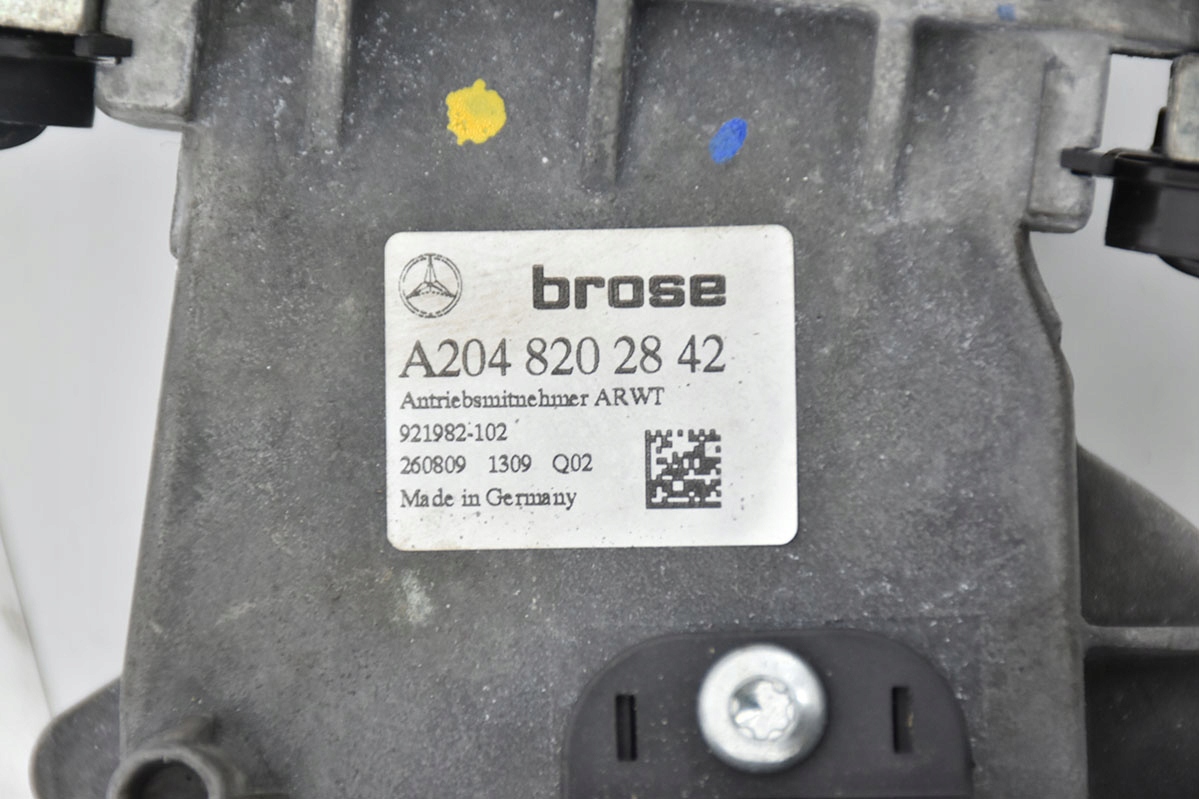 brose
A204 820 28 42
Antriebsmitnehmer ARWT
921982-102
260809 1309 Q02
Made in Germany